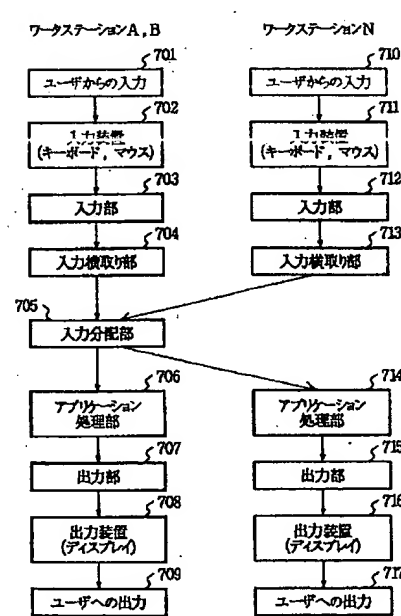 ワークステーションA,B
ワークステーションN
701
ユーザからの入力
710
ユーザからの入力
702
入力装置
(キーボード,マウス)
711
入力装置
(キーボード,マウス)
703
入力部
712
入力部
704
入力横取り部
713
入力横取り部
705
入力分配部
706
アプリケーション
処理部
714
アプリケーション
処理部
707
出力部
715
出力部
708
出力装置
(ディスプレイ)
716
出力装置
(ディスプレイ)
709
ユーザへの出力
717
ユーザへの出力